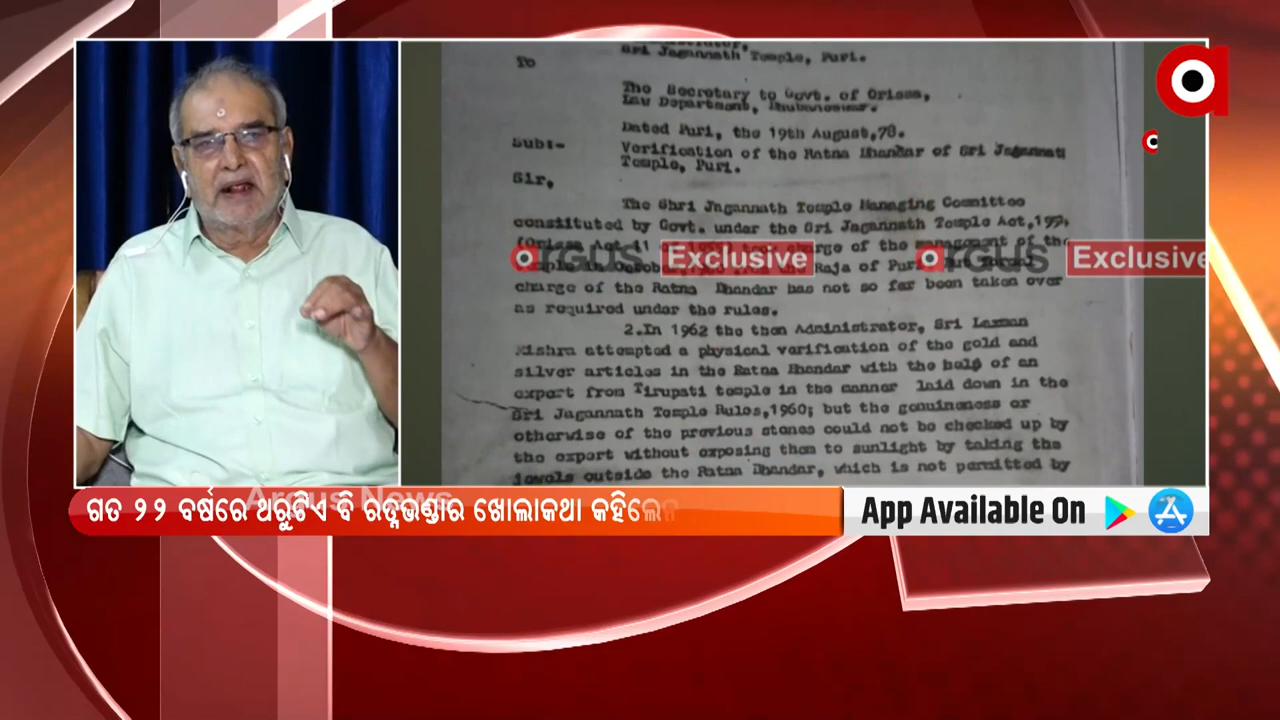 Sri Jagannath Temple, Puri.
To
The Secretary to Govt. of Orissa,
Law Department, Bhubaneswar.
Dated Puri, the 19th August,78.
Sub:-
Verification of the Ratna Bhandar of Sri Jagannath
Temple, Puri.
Sir,
The Shri Jagannath Temple Managing Committee
constituted by Govt. under the Sri Jagannath Temple Act,195
charge of the management of the
Raja of Puri
charge of the Ratna Bhandar has not so far been taken over
as required under the rules.
2.In 1962 the then Administrator, Sri Laxman
Mishra attempted a physical verification of the gold and
silver articles in the Ratna Bhandar with the help of an
expert from Tirupati temple in the manner laid down in the
Sri Jagannath Temple Rules,1960; but the genuineness or
otherwise of the previous stones could not be checked up by
the expert without exposing them to sunlight by taking the
jewels outside the Ratna Bhandar, which is not permitted by
argus Exclusive argus Exclusive
a
Argus News
ଗତ ୨୨ ବର୍ଷରେ ଥରୁଟିଏ ବି ରତ୍ନଭଣ୍ଡାର ଖୋଲାକଥା କହିଲେନ
App Available On